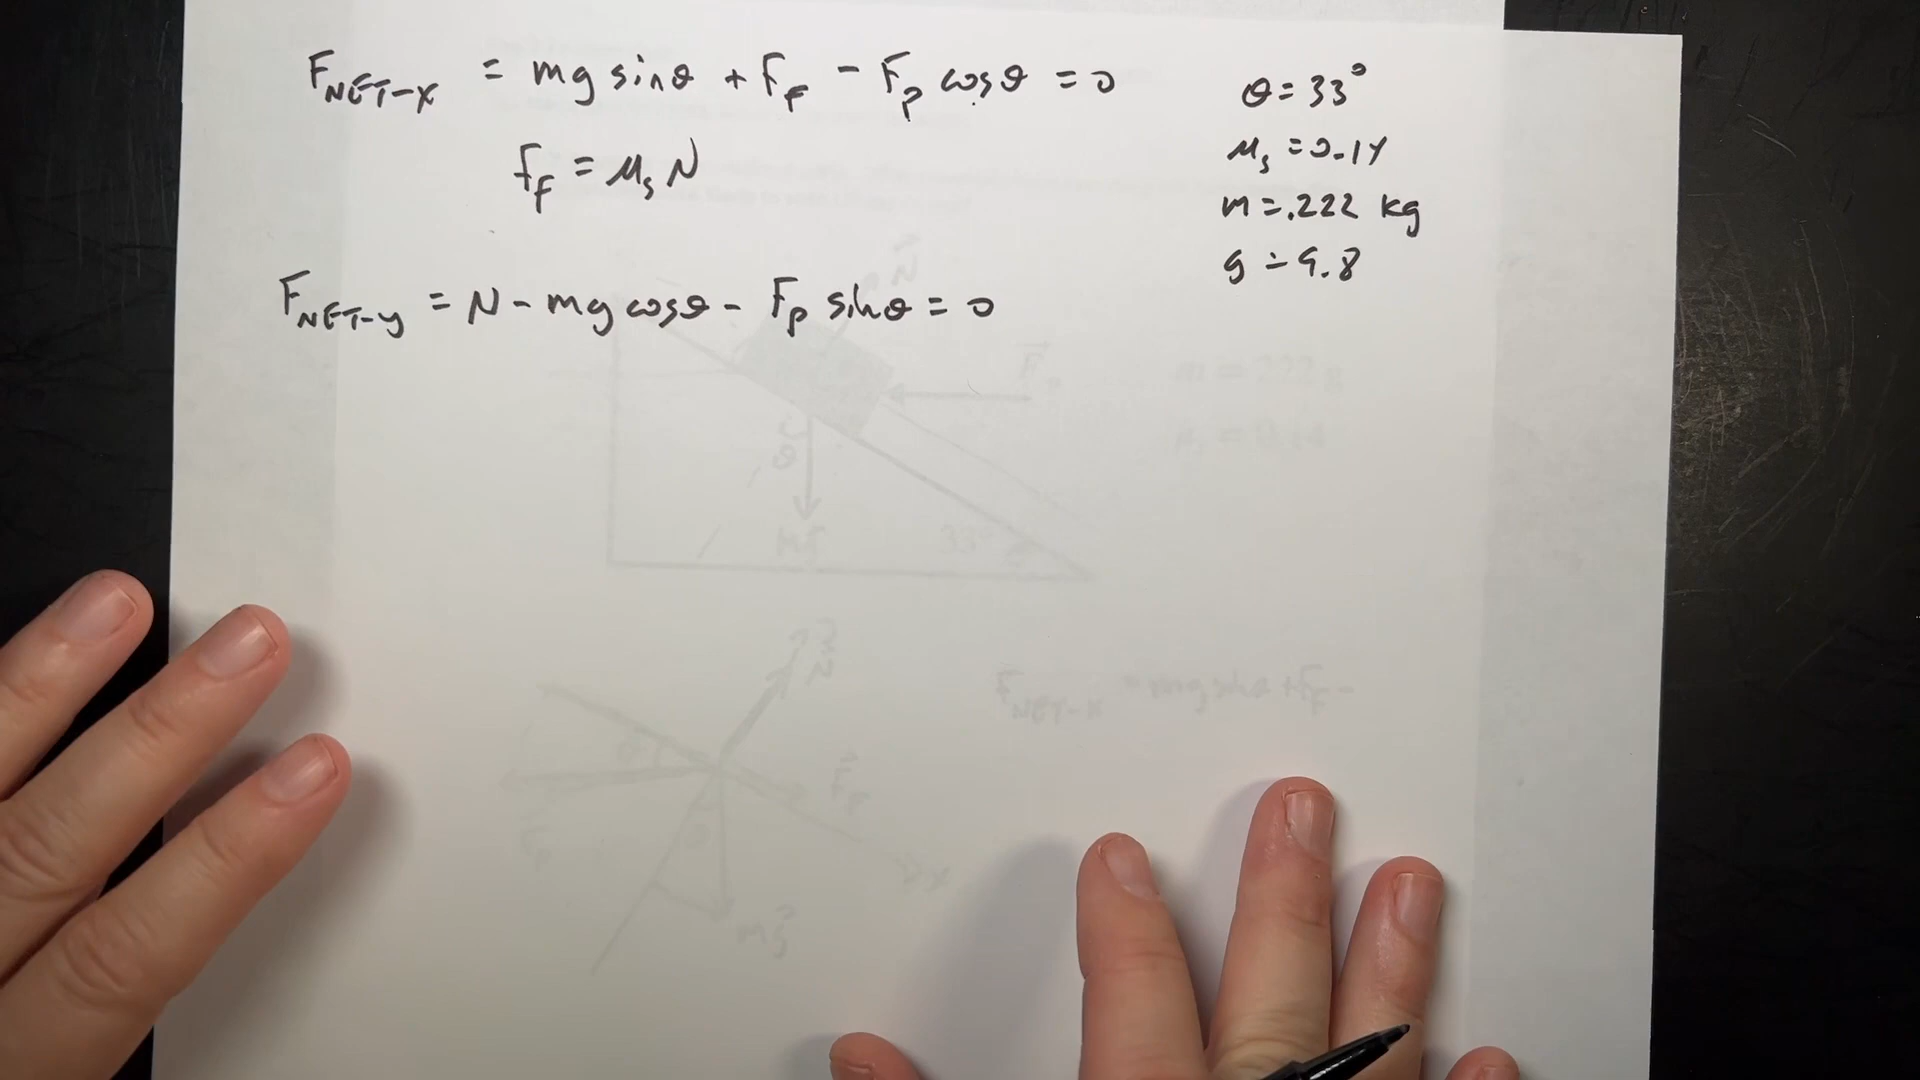 F_NET-X = mg sinθ + F_F - F_P cosθ = 0
θ = 33°
F_F = μ_s N
μ_s = 0.14
m = .222 kg
g = 9.8
F_NET-y = N - mg cosθ - F_P sinθ = 0
33°